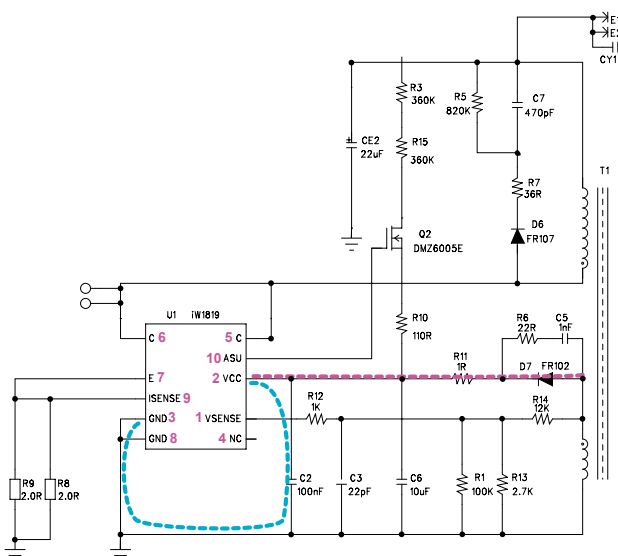 E1
E2
CY1
R3
360K
R5
820K
C7
470pF
CE2
22uF
R15
360K
T1
R7
36R
D6
FR107
Q2
DMZ6005E
U1 iW1819
R10
110R
R6
22R
C5
1nF
C 6
5 C
10 ASU
R11
1R
D7 FR102
E 7
2 VCC
ISENSE 9
R12
1K
R14
12K
GND 3
1 VSENSE
GND 8
4 NC
R9
2.0R
R8
2.0R
C2
100nF
C3
22pF
C6
10uF
R1
100K
R13
2.7K